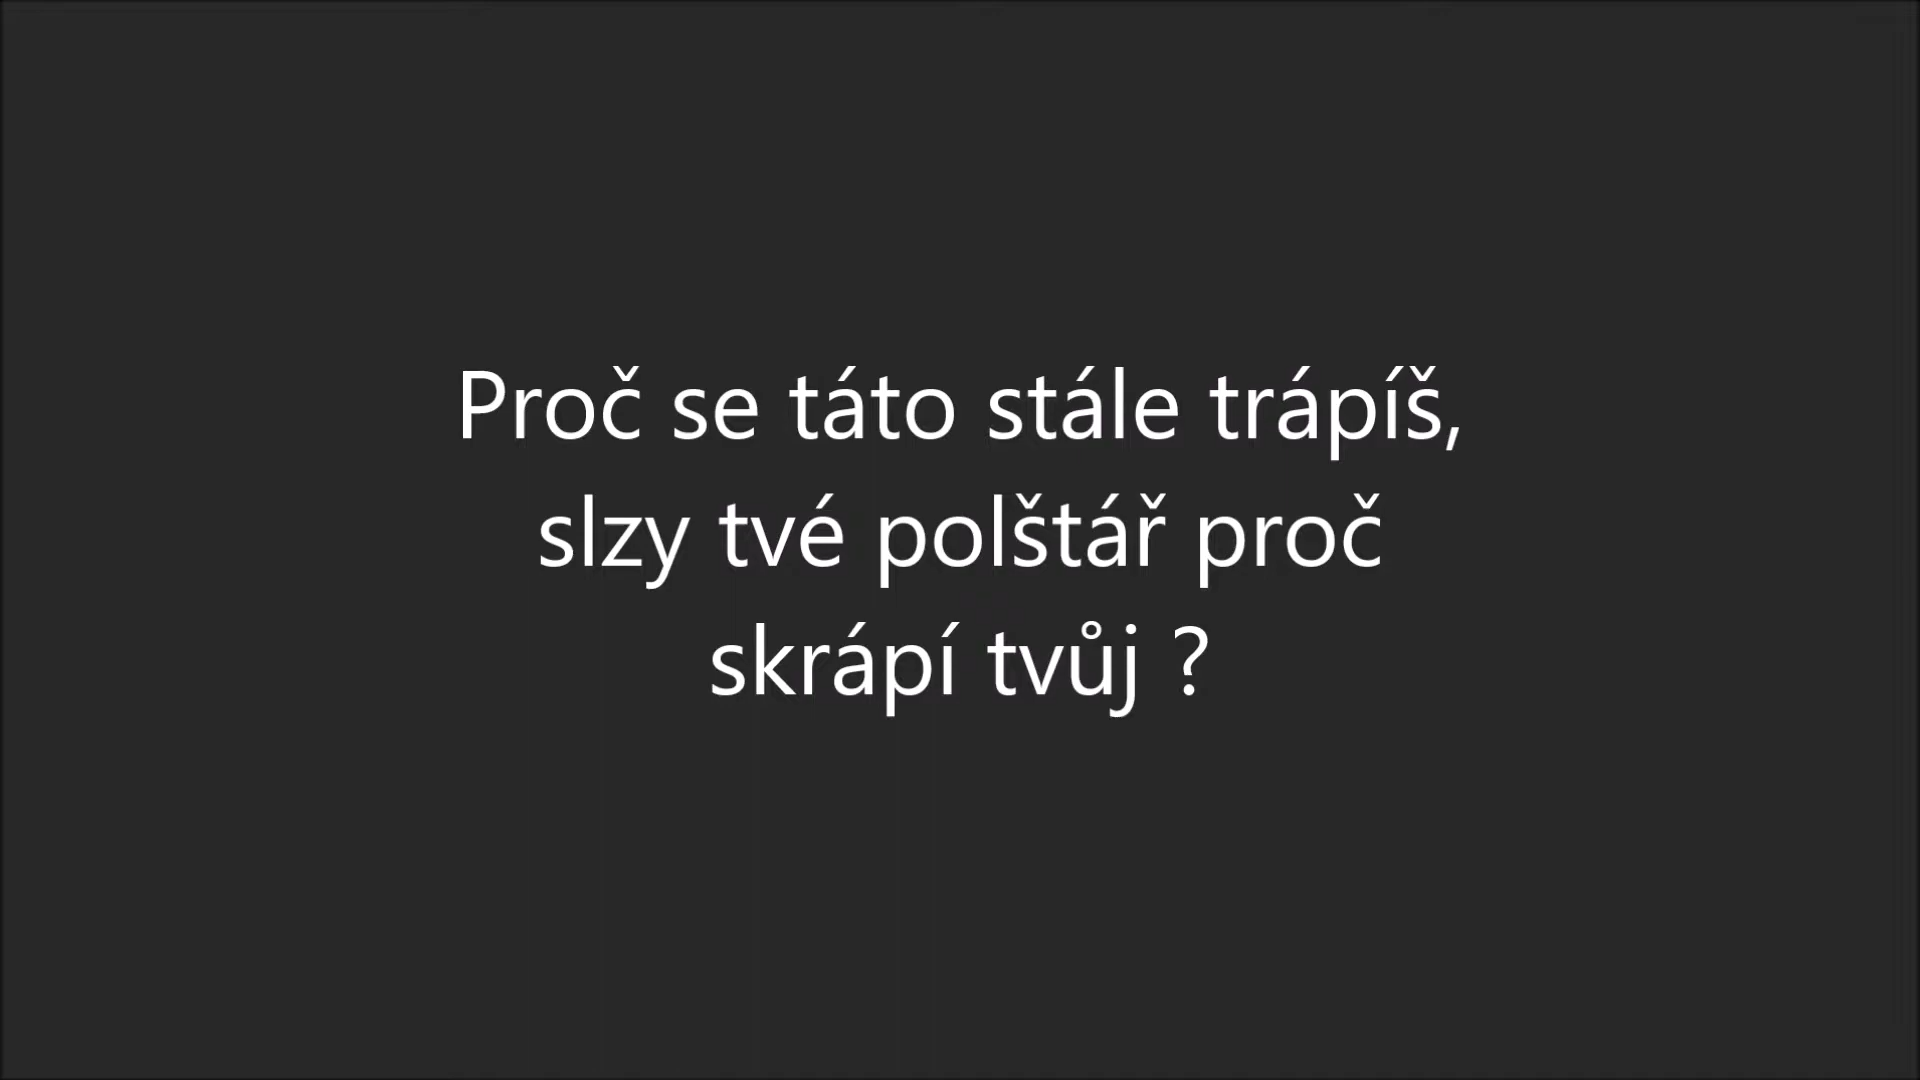 Proč se táto stále trápíš,
slzy tvé polštář proč
skrápí tvůj ?